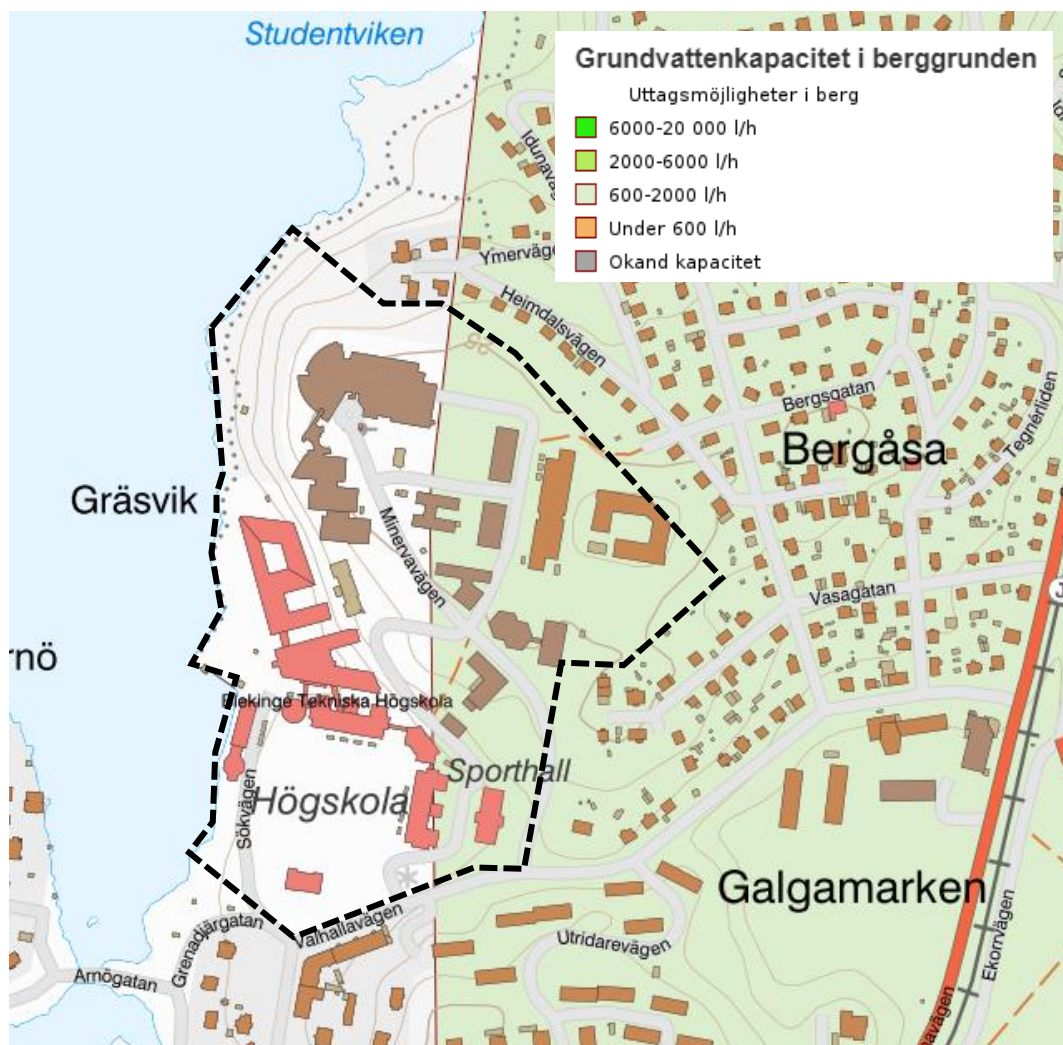 Studentviken
Grundvattenkapacitet i berggrunden
Uttagsmöjligheter i berg
6000-20 000 l/h
2000-6000 l/h
600-2000 l/h
Under 600 l/h
Okand kapacitet
Ymervägen
Heimdalsvägen
Bergsgatan
Tegnérliden
Bergåsa
Gräsvik
Minervavägen
Vasagatan
rnö
Blekinge Tekniska Högskola
Sporthall
Högskola
Sökvägen
Galgamarken
Valhallavägen
Grenadjärgatan
Utridarevägen
Arnögatan
Ekornvägen